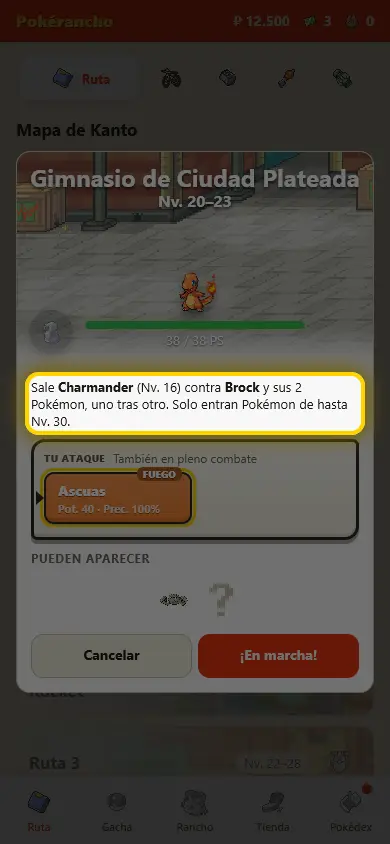 Pokérancho
₽ 12.500
3
0
Ruta
Mapa de Kanto
Gimnasio de Ciudad Plateada
Nv. 20–23
38 / 38 PS
Sale Charmander (Nv. 16) contra Brock y sus 2
Pokémon, uno tras otro. Solo entran Pokémon de hasta
Nv. 30.
TU ATAQUE También en pleno combate
FUEGO
Ascuas
Pot. 40 · Prec. 100%
PUEDEN APARECER
?
Cancelar
¡En marcha!
Ruta 3
Nv. 22–28
Ruta
Gacha
Rancho
Tienda
Pokédex